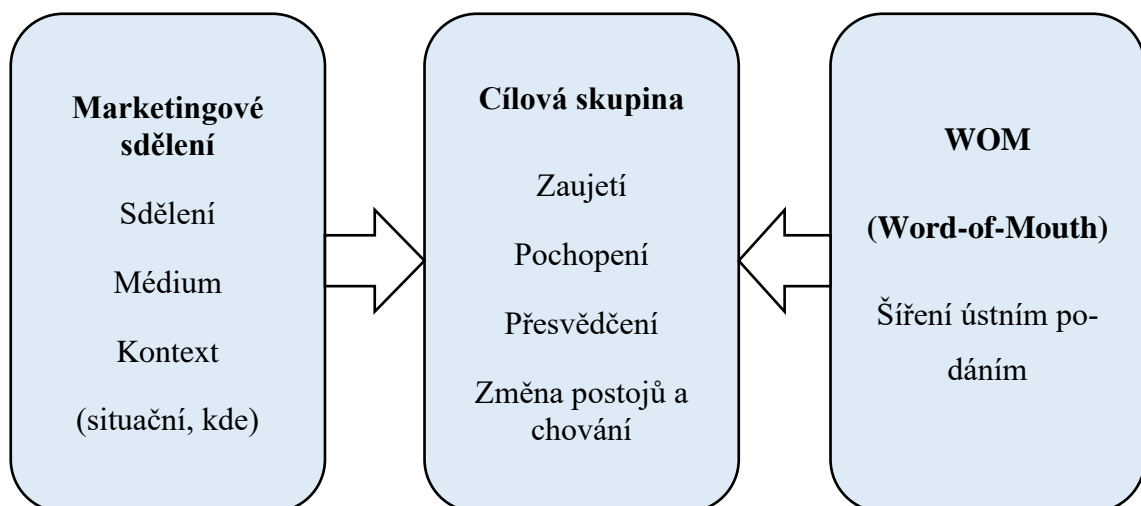 Marketingové
sdělení
Sdělení
Médium
Kontext
(situační, kde)
Cílová skupina
Zaujetí
Pochopení
Přesvědčení
Změna postojů a
chování
WOM
(Word-of-Mouth)
Šíření ústním po-
dáním